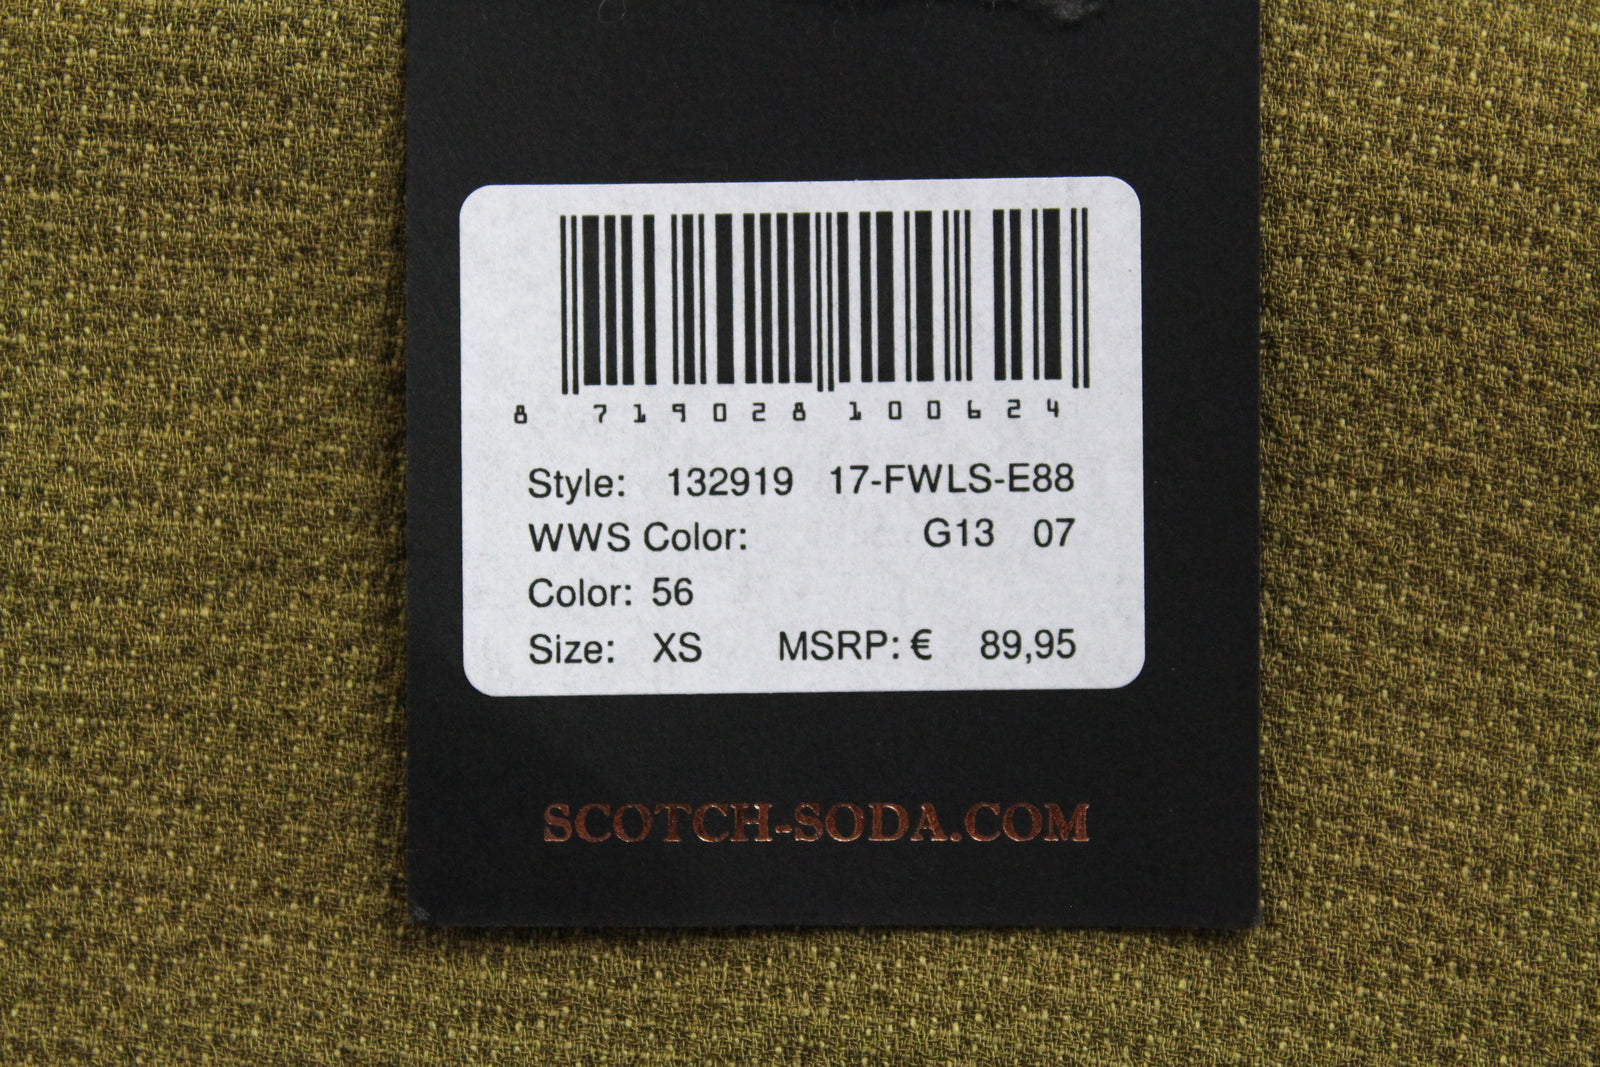 8 719028 100624
Style: 132919 17-FWLS-E88
WWS Color: G13 07
Color: 56
Size: XS MSRP: € 89,95
SCOTCH-SODA.COM